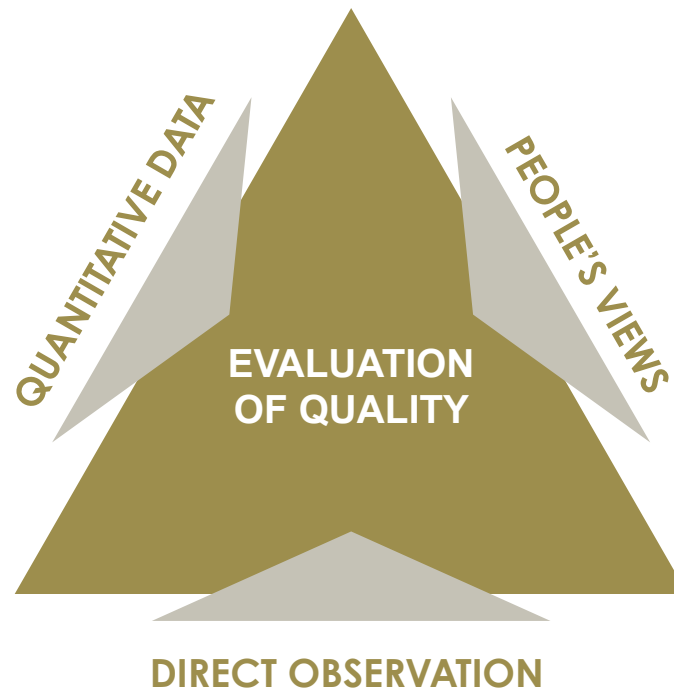 QUANTITATIVE DATA
PEOPLE'S VIEWS
EVALUATION
OF QUALITY
DIRECT OBSERVATION